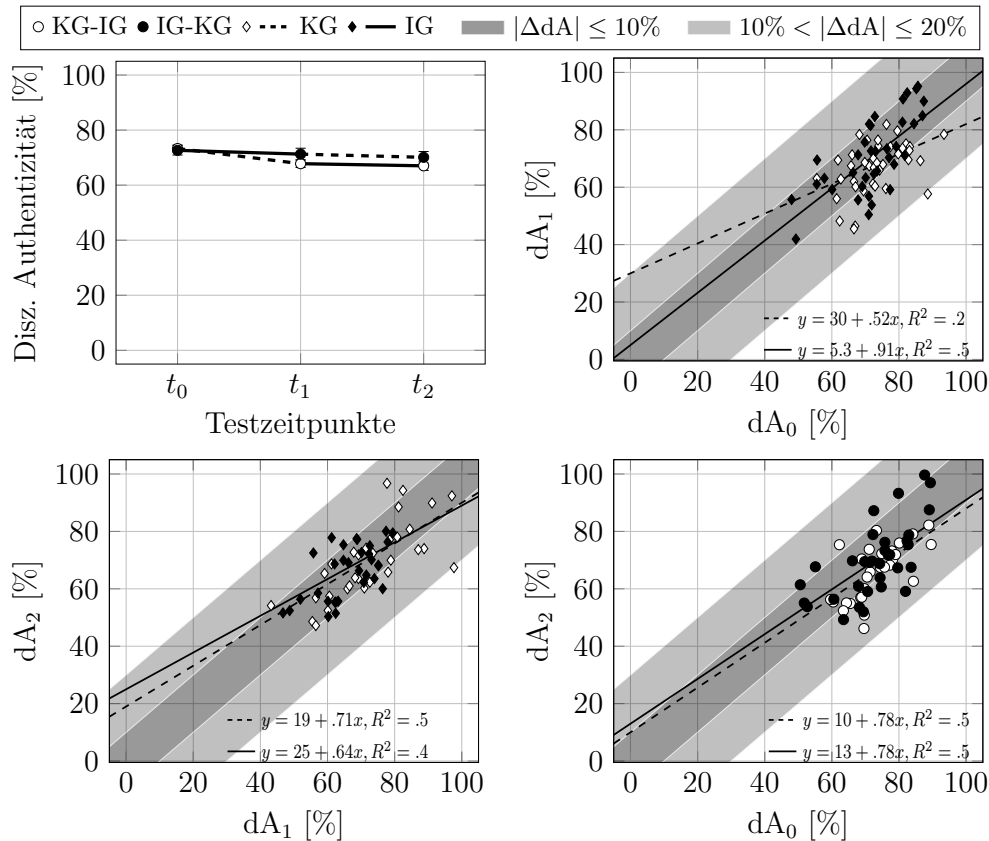 KG-IG IG-KG KG IG |ΔdA| ≤ 10% 10% < |ΔdA| ≤ 20%
Disz. Authentizität [%]
100
80
60
40
20
0
t₀ t₁ t₂
Testzeitpunkte
dA₁ [%]
100
80
60
40
20
0
y = 30 + .52x, R² = .2
y = 5.3 + .91x, R² = .5
0 20 40 60 80 100
dA₀ [%]
dA₂ [%]
100
80
60
40
20
0
y = 19 + .71x, R² = .5
y = 25 + .64x, R² = .4
0 20 40 60 80 100
dA₁ [%]
dA₂ [%]
100
80
60
40
20
0
y = 10 + .78x, R² = .5
y = 13 + .78x, R² = .5
0 20 40 60 80 100
dA₀ [%]